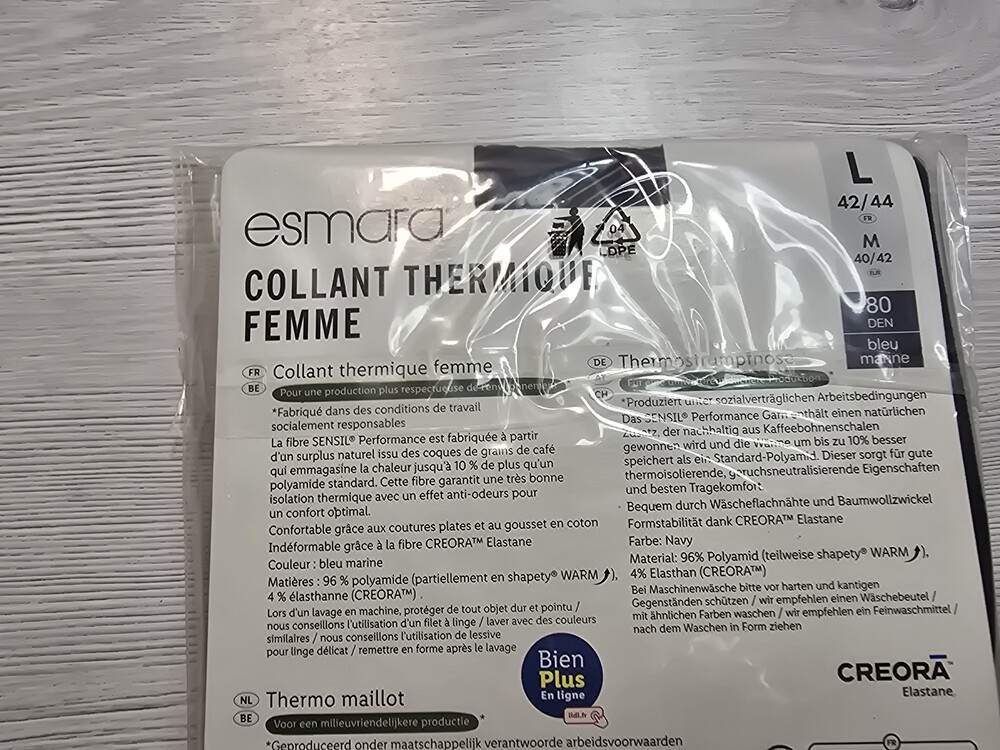 esmara
04
LDPE
L
42/44
FR
M
40/42
EUR
80
DEN
bleu
marine
COLLANT THERMIQUE
FEMME
FR
BE
Collant thermique femme
Pour une production plus respectueuse de l'environnement*
*Fabriqué dans des conditions de travail
socialement responsables
La fibre SENSIL® Performance est fabriquée à partir
d'un surplus naturel issu des coques de grains de café
qui emmagasine la chaleur jusqu'à 10 % de plus qu'un
polyamide standard. Cette fibre garantit une très bonne
isolation thermique avec un effet anti-odeurs pour
un confort optimal.
Confortable grâce aux coutures plates et au gousset en coton
Indéformable grâce à la fibre CREORA™ Elastane
Couleur : bleu marine
Matières : 96 % polyamide (partiellement en shapety® WARM),
4 % élasthanne (CREORA™) .
Lors d'un lavage en machine, protéger de tout objet dur et pointu /
nous conseillons l'utilisation d'un filet à linge / laver avec des couleurs
similaires / nous conseillons l'utilisation de lessive
pour linge délicat / remettre en forme après le lavage
DE
AT
CH
Thermostrumpfhose
Produktion*
*Produziert unter sozialverträglichen Arbeitsbedingungen
Das SENSIL® Performance Garn enthält einen natürlichen
Zusatz, der nachhaltig aus Kaffeebohnenschalen
gewonnen wird und die Wärme um bis zu 10% besser
speichert als ein Standard-Polyamid. Dieser sorgt für gute
thermoisolierende, geruchsneutralisierende Eigenschaften
und besten Tragekomfort.
Bequem durch Wäscheflachnähte und Baumwollzwickel
Formstabilität dank CREORA™ Elastane
Farbe: Navy
Material: 96% Polyamid (teilweise shapety® WARM),
4% Elasthan (CREORA™)
Bei Maschinenwäsche bitte vor harten und kantigen
Gegenständen schützen / wir empfehlen einen Wäschebeutel /
mit ähnlichen Farben waschen / wir empfehlen ein Feinwaschmittel /
nach dem Waschen in Form ziehen
Bien
Plus
En ligne
lidl.fr
CREORA™
Elastane
NL
BE
Thermo maillot
Voor een milieuvriendelijkere productie*
*Geproduceerd onder maatschappelijk verantwoorde arbeidsvoorwaarden
FR